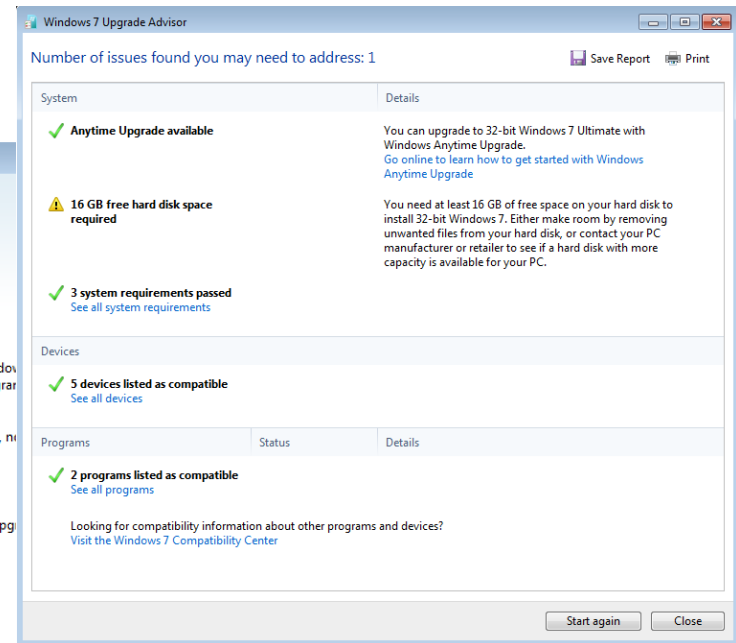 Windows 7 Upgrade Advisor
Number of issues found you may need to address: 1
Save Report
Print
System
Details
Anytime Upgrade available
You can upgrade to 32-bit Windows 7 Ultimate with
Windows Anytime Upgrade.
Go online to learn how to get started with Windows
Anytime Upgrade
16 GB free hard disk space
required
You need at least 16 GB of free space on your hard disk to
install 32-bit Windows 7. Either make room by removing
unwanted files from your hard disk, or contact your PC
manufacturer or retailer to see if a hard disk with more
capacity is available for your PC.
3 system requirements passed
See all system requirements
Devices
5 devices listed as compatible
See all devices
Programs
Status
Details
2 programs listed as compatible
See all programs
Looking for compatibility information about other programs and devices?
Visit the Windows 7 Compatibility Center
Start again
Close